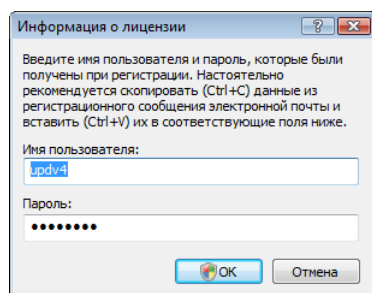 Информация о лицензии
Введите имя пользователя и пароль, которые были
получены при регистрации. Настоятельно
рекомендуется скопировать (Ctrl+C) данные из
регистрационного сообщения электронной почты и
вставить (Ctrl+V) их в соответствующие поля ниже.
Имя пользователя:
updv4
Пароль:
••••••••
OK Отмена